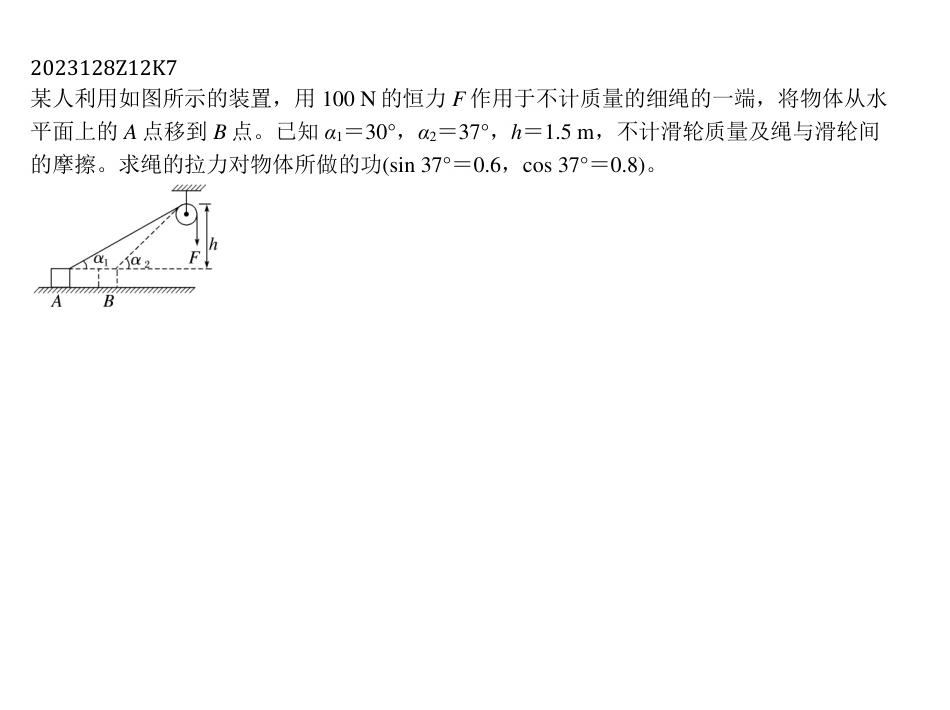 2023128Z12K7
某人利用如图所示的装置，用 100 N 的恒力 F 作用于不计质量的细绳的一端，将物体从水
平面上的 A 点移到 B 点。已知 α₁＝30°，α₂＝37°，h＝1.5 m，不计滑轮质量及绳与滑轮间
的摩擦。求绳的拉力对物体所做的功(sin 37°＝0.6，cos 37°＝0.8)。
h
F
α₁ α₂
A B